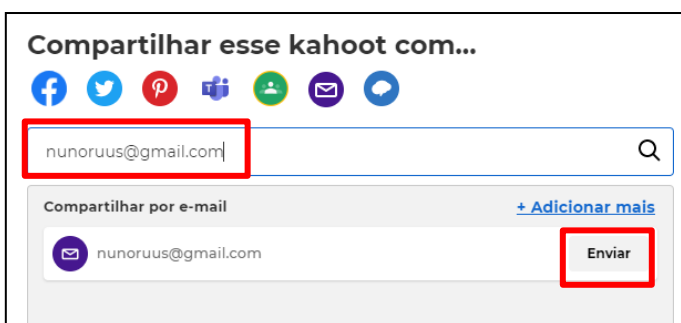 Compartilhar esse kahoot com...
nunoruus@gmail.com
Compartilhar por e-mail + Adicionar mais
nunoruus@gmail.com Enviar